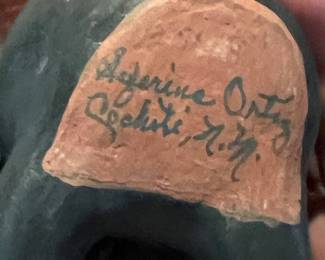 Seferina Ortiz
Cochiti, N.M.